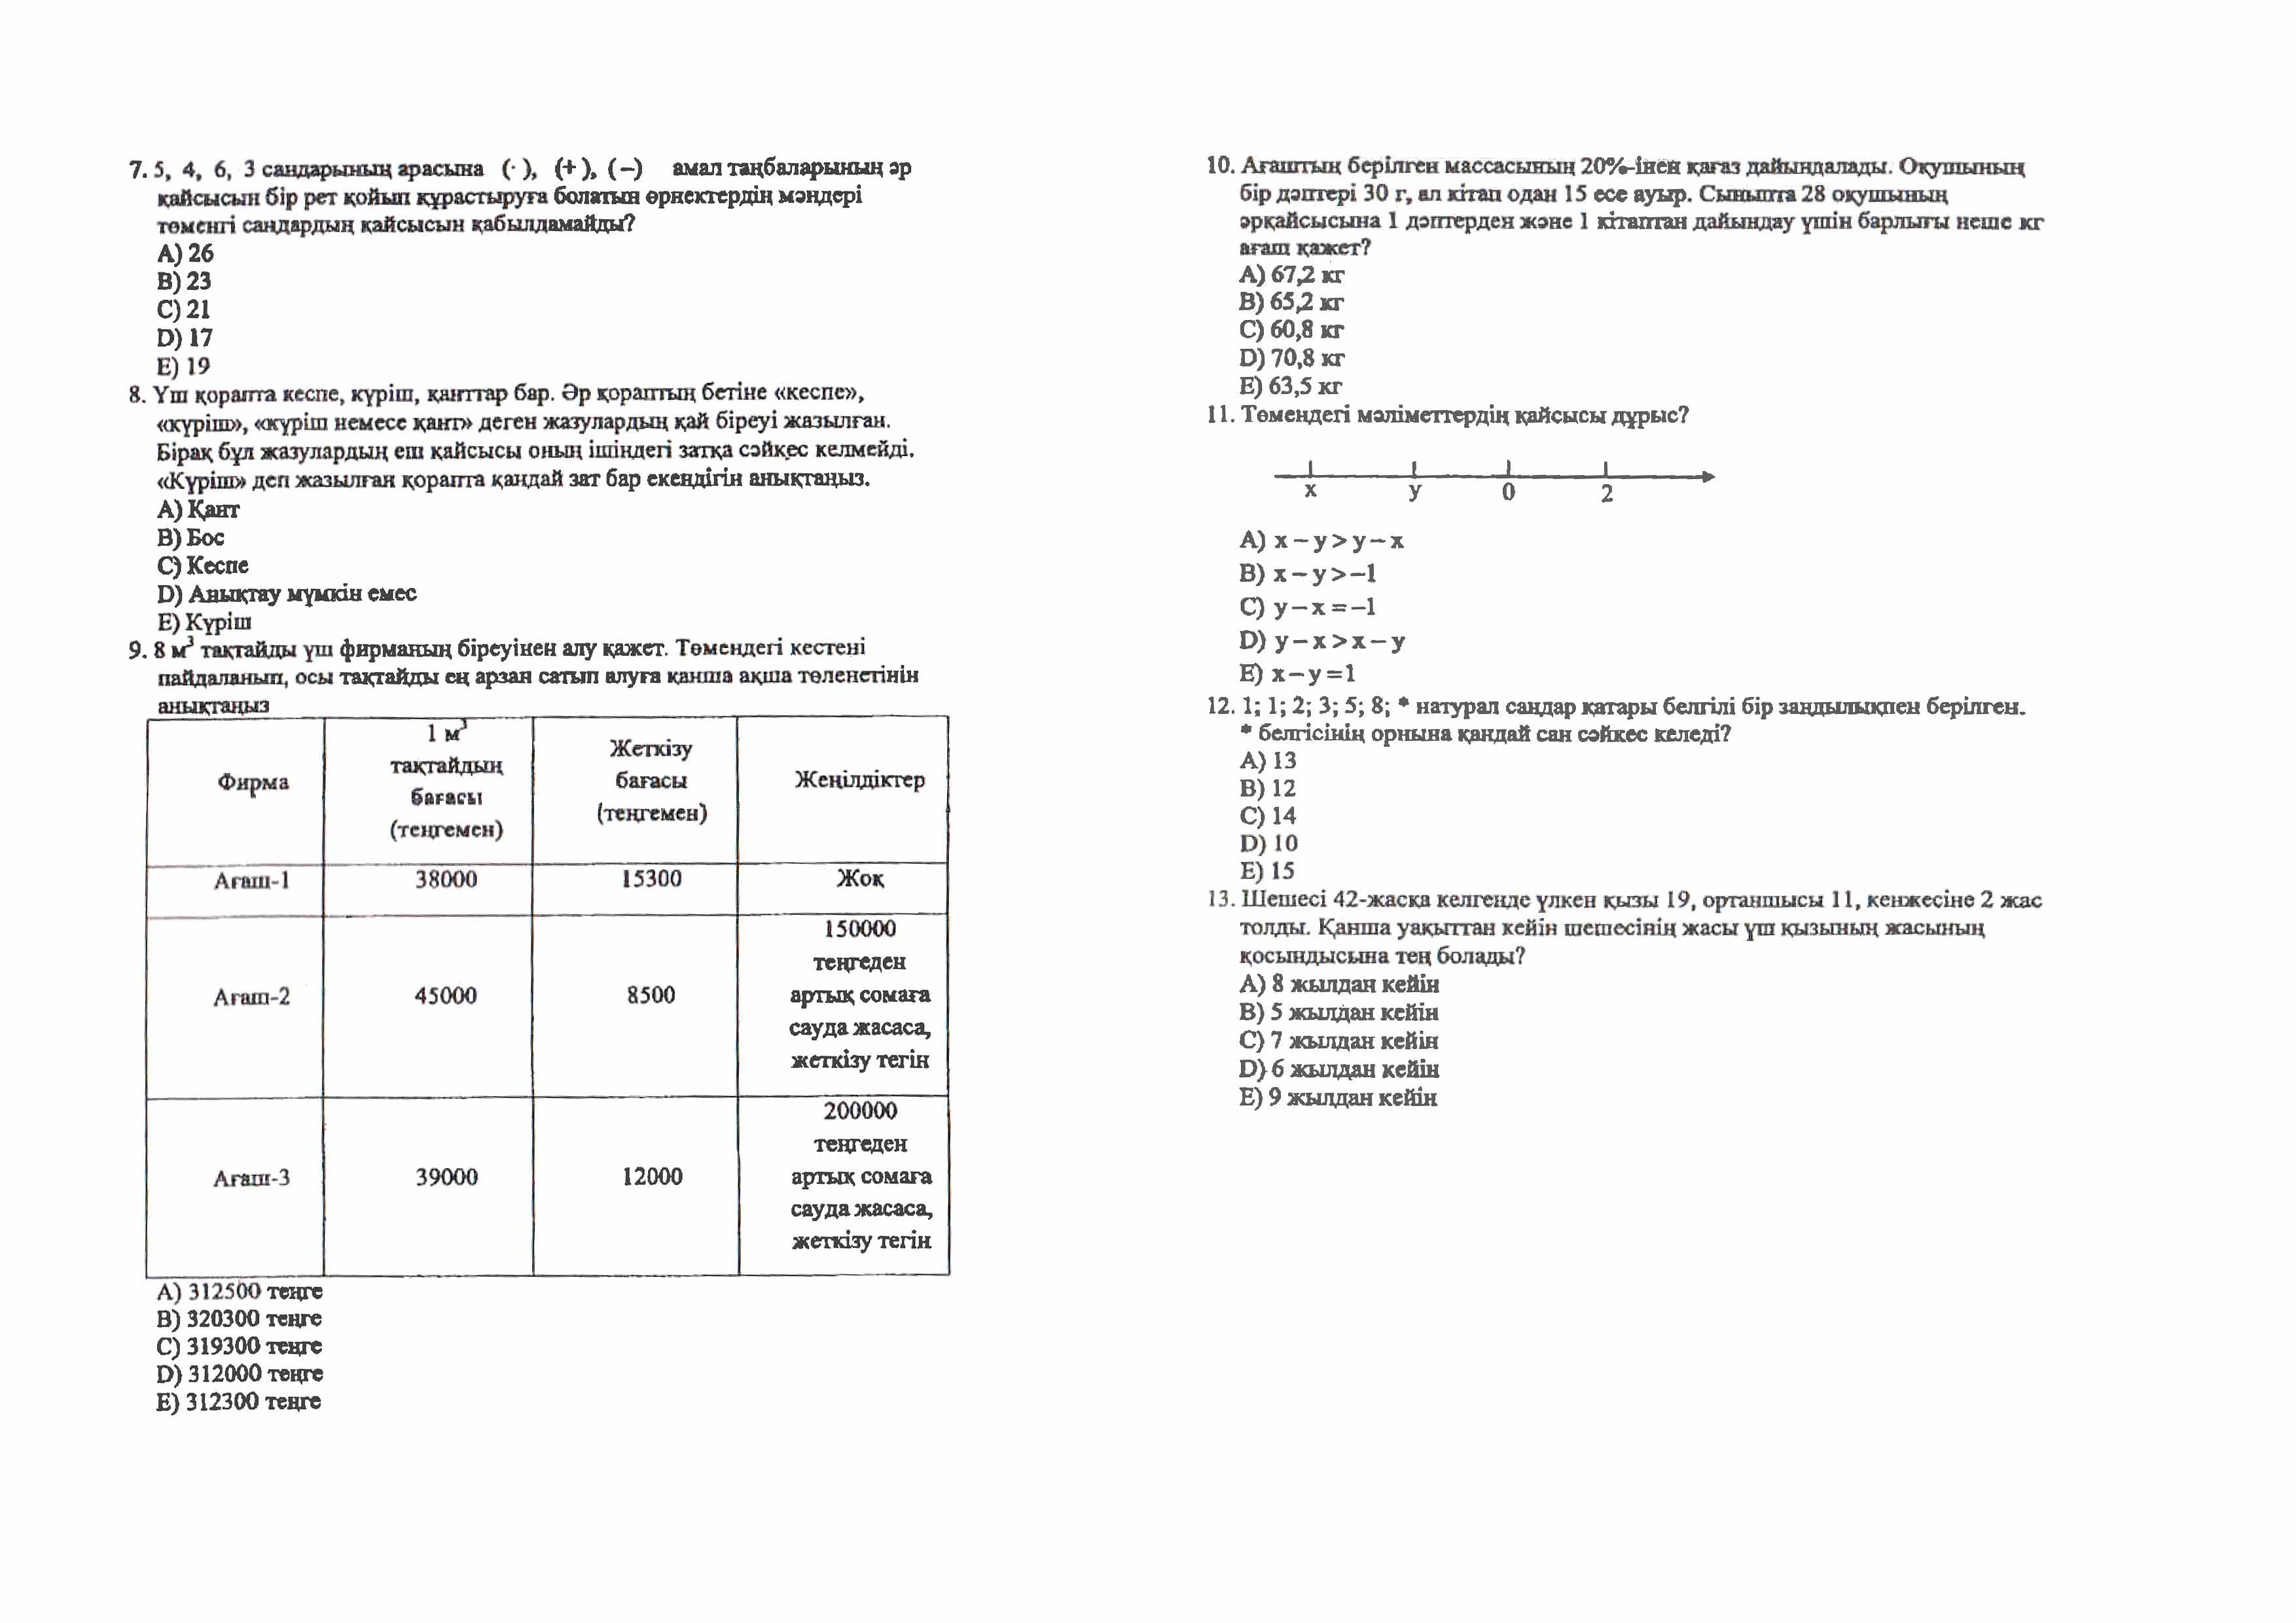 7. 5, 4, 6, 3 сандарының арасына (·), (+), (−) амал таңбаларының әр
қайсысын бір рет қойып құрастыруға болатын өрнектердің мәндері
төменгі сандардың қайсысын қабылдамайды?
A) 26
B) 23
C) 21
D) 17
E) 19
8. Үш қорапта кеспе, күріш, қанттар бар. Әр қораптың бетіне «кеспе»,
«күріш», «күріш немесе қант» деген жазулардың қай біреуі жазылған.
Бірақ бұл жазулардың еш қайсысы оның ішіндегі затқа сәйкес келмейді.
«Күріш» деп жазылған қорапта қандай зат бар екендігін анықтаңыз.
A) Қант
B) Бос
C) Кеспе
D) Анықтау мүмкін емес
E) Күріш
9. 8 м³ тақтайды үш фирманың біреуінен алу қажет. Төмендегі кестені
пайдаланып, осы тақтайды ең арзан сатып алуға қанша ақша төленетінін
анықтаңыз
Фирма
1 м³
тақтайдың
бағасы
(теңгемен)
Жеткізу
бағасы
(теңгемен)
Жеңілдіктер
Ағаш-1
38000
15300
Жоқ
Ағаш-2
45000
8500
150000
теңгеден
артық сомаға
сауда жасаса,
жеткізу тегін
Ағаш-3
39000
12000
200000
теңгеден
артық сомаға
сауда жасаса,
жеткізу тегін
A) 312500 теңге
B) 320300 теңге
C) 319300 теңге
D) 312000 теңге
E) 312300 теңге
10. Ағаштың берілген массасының 20%-інен қағаз дайындалады. Оқушының
бір дәптері 30 г, ал кітап одан 15 есе ауыр. Сыныпта 28 оқушының
әрқайсысына 1 дәптерден және 1 кітаптан дайындау үшін барлығы неше кг
ағаш қажет?
A) 67,2 кг
B) 65,2 кг
C) 60,8 кг
D) 70,8 кг
E) 63,5 кг
11. Төмендегі мәліметтердің қайсысы дұрыс?
x y 0 2
A) x − y > y − x
B) x − y > −1
C) y − x = −1
D) y − x > x − y
E) x − y = 1
12. 1; 1; 2; 3; 5; 8; * натурал сандар қатары белгілі бір заңдылықпен берілген.
* белгісінің орнына қандай сан сәйкес келеді?
A) 13
B) 12
C) 14
D) 10
E) 15
13. Шешесі 42-жасқа келгенде үлкен қызы 19, ортаншысы 11, кенжесіне 2 жас
толды. Қанша уақыттан кейін шешесінің жасы үш қызының жасының
қосындысына тең болады?
A) 8 жылдан кейін
B) 5 жылдан кейін
C) 7 жылдан кейін
D) 6 жылдан кейін
E) 9 жылдан кейін